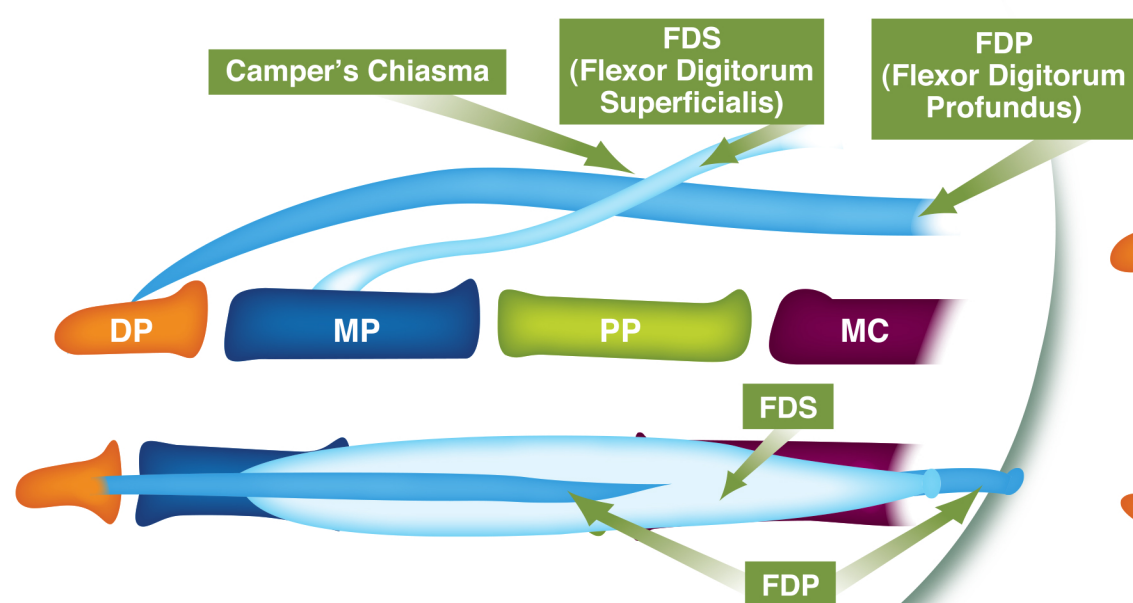 Camper's Chiasma
FDS
(Flexor Digitorum
Superficialis)
FDP
(Flexor Digitorum
Profundus)
DP
MP
PP
MC
FDS
FDP